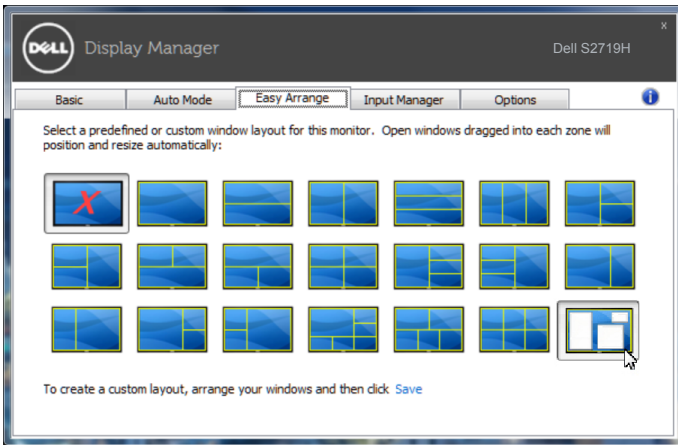 x
DELL Display Manager Dell S2719H
Basic Auto Mode Easy Arrange Input Manager Options i
Select a predefined or custom window layout for this monitor. Open windows dragged into each zone will
position and resize automatically:
X
To create a custom layout, arrange your windows and then click Save